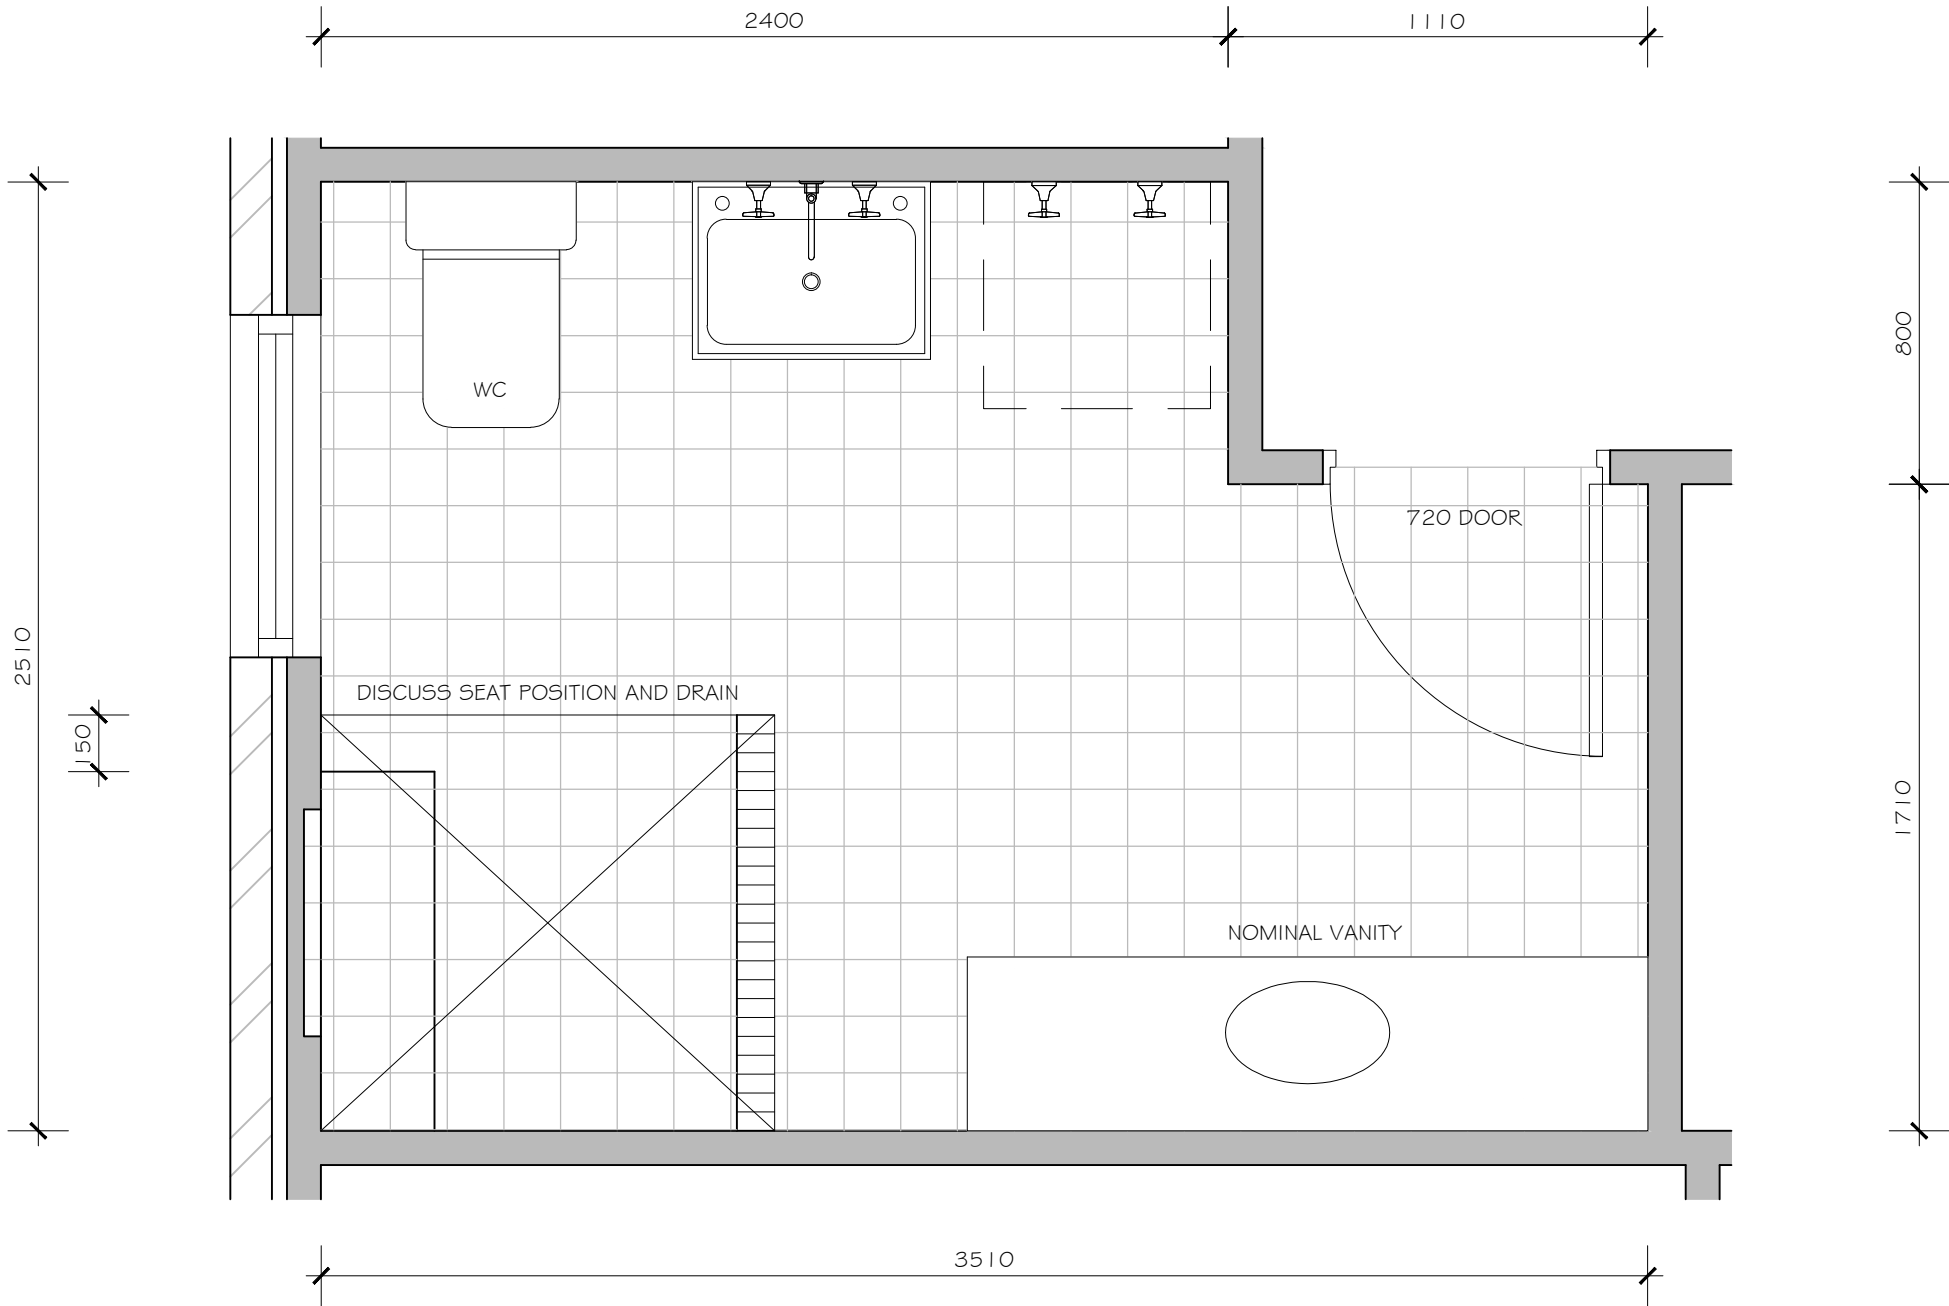 2400
1110
WC
800
720 DOOR
2510
DISCUSS SEAT POSITION AND DRAIN
150
1710
NOMINAL VANITY
3510